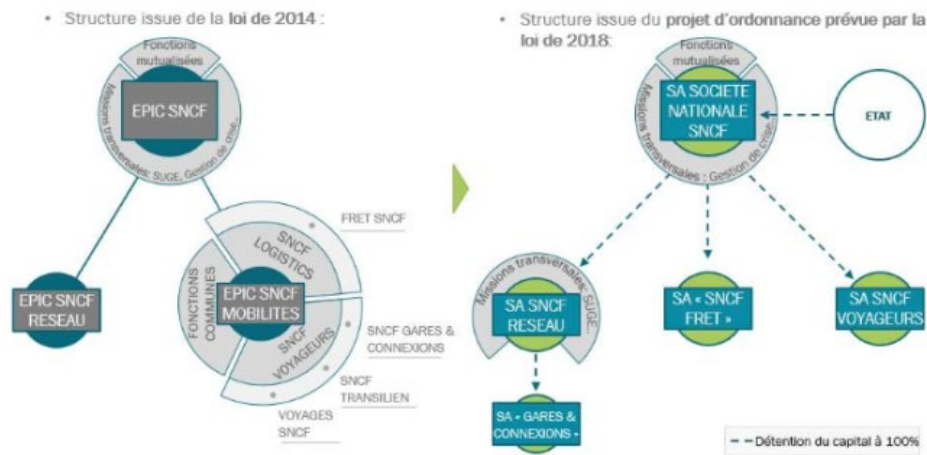 • Structure issue de la loi de 2014 :
Fonctions
mutualisées
EPIC SNCF
Missions transversales: SUGE, Gestion de crise...
FRET SNCF
SNCF
LOGISTICS
FONCTIONS
COMMUNES
EPIC SNCF
MOBILITES
SNCF
VOYAGEURS
EPIC SNCF
RESEAU
SNCF GARES &
CONNEXIONS
SNCF
TRANSILIEN
VOYAGES
SNCF
• Structure issue du projet d'ordonnance prévue par la
loi de 2018:
Fonctions
mutualisées
SA SOCIETE
NATIONALE
SNCF
Missions transversales : Gestion de crise...
ETAT
Missions transversales: SUGE...
SA SNCF
RESEAU
SA « SNCF
FRET »
SA SNCF
VOYAGEURS
SA « GARES &
CONNEXIONS »
Détention du capital à 100%